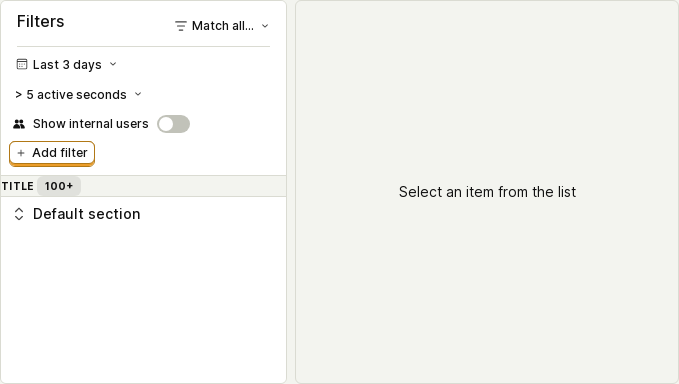 Filters
Match all...
Last 3 days
> 5 active seconds
Show internal users
+ Add filter
TITLE 100+
Default section
Select an item from the list